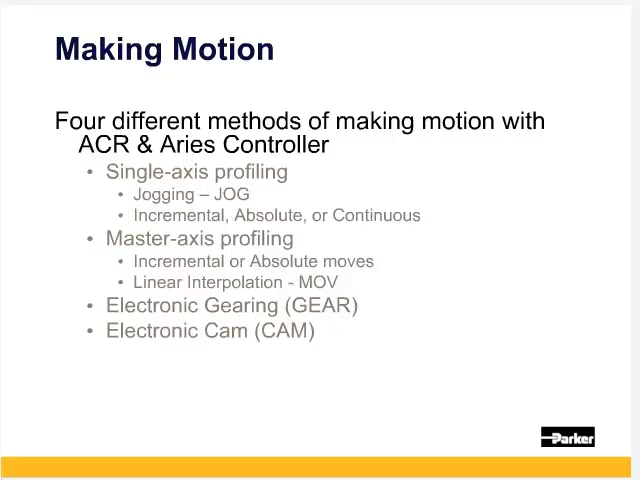 Making Motion
Four different methods of making motion with
ACR & Aries Controller
• Single-axis profiling
• Jogging – JOG
• Incremental, Absolute, or Continuous
• Master-axis profiling
• Incremental or Absolute moves
• Linear Interpolation - MOV
• Electronic Gearing (GEAR)
• Electronic Cam (CAM)
Parker